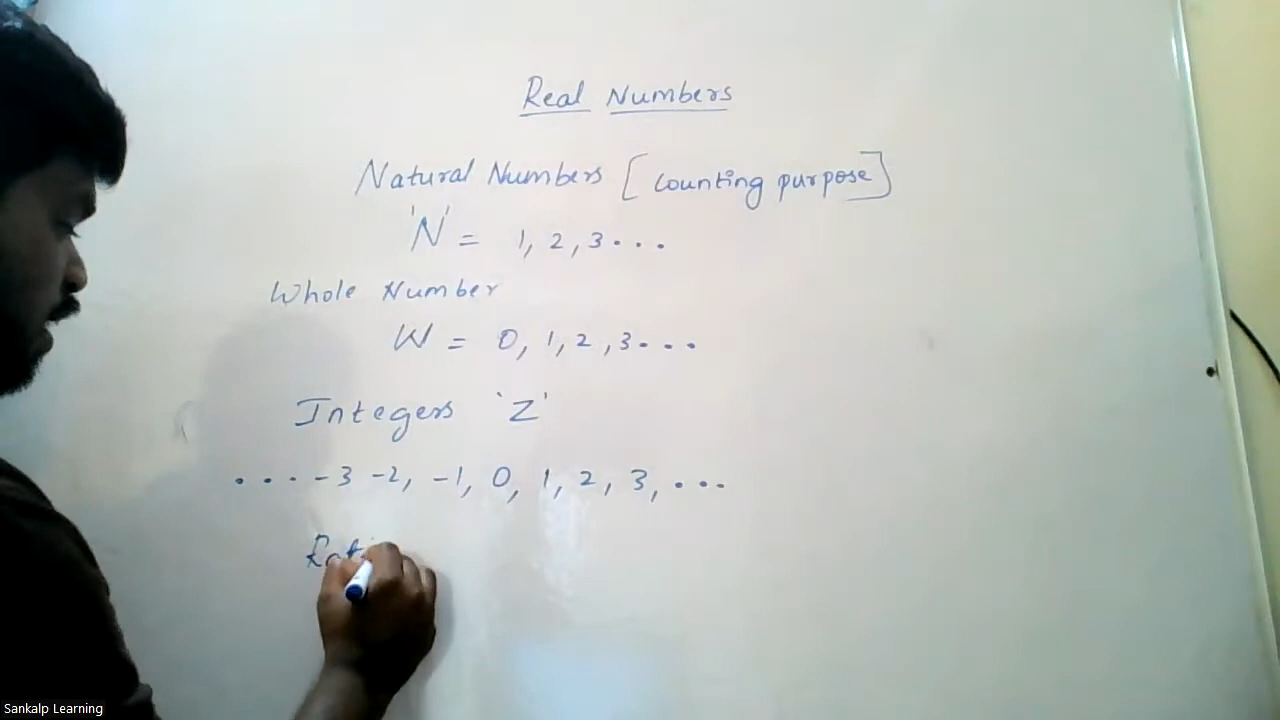 Real Numbers
Natural Numbers [counting purpose]
'N' = 1, 2, 3...
Whole Number
W = 0, 1, 2, 3...
Integers 'Z'
.... -3 -2, -1, 0, 1, 2, 3, ...
Rati
Sankalp Learning